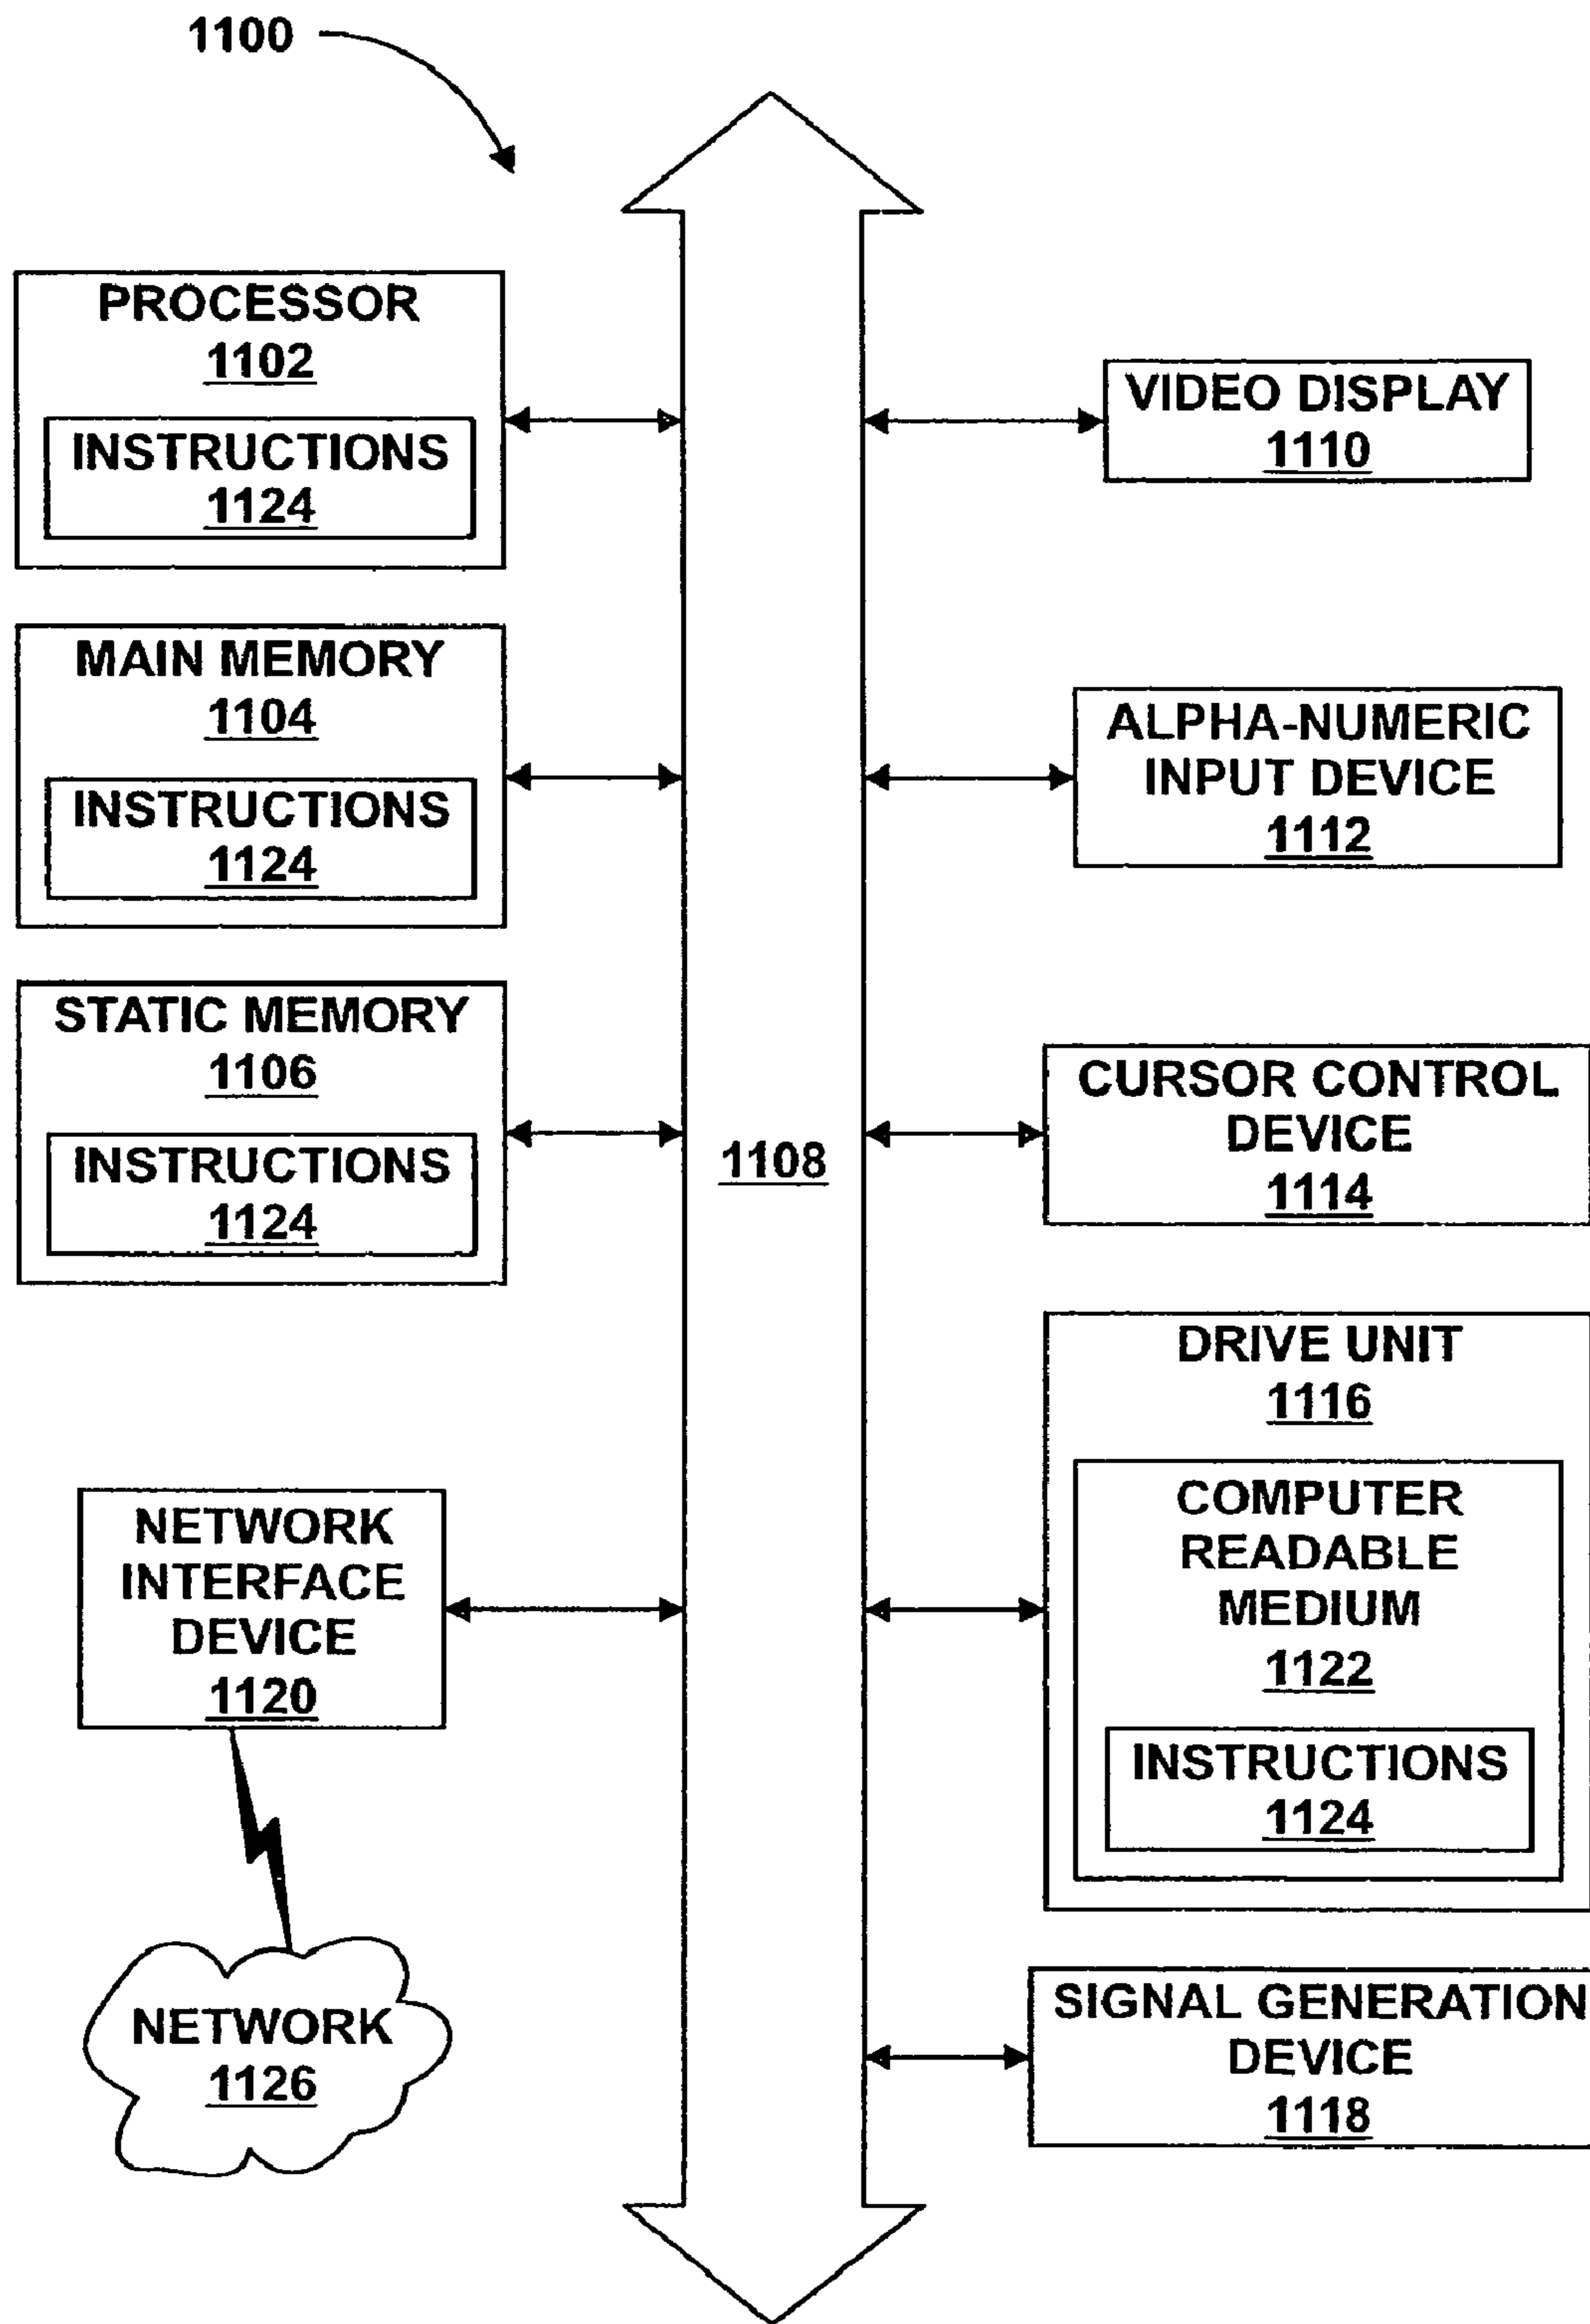 1100
PROCESSOR
1102
INSTRUCTIONS
1124
MAIN MEMORY
1104
INSTRUCTIONS
1124
STATIC MEMORY
1106
INSTRUCTIONS
1124
NETWORK
INTERFACE
DEVICE
1120
NETWORK
1126
1108
VIDEO DISPLAY
1110
ALPHA-NUMERIC
INPUT DEVICE
1112
CURSOR CONTROL
DEVICE
1114
DRIVE UNIT
1116
COMPUTER
READABLE
MEDIUM
1122
INSTRUCTIONS
1124
SIGNAL GENERATION
DEVICE
1118